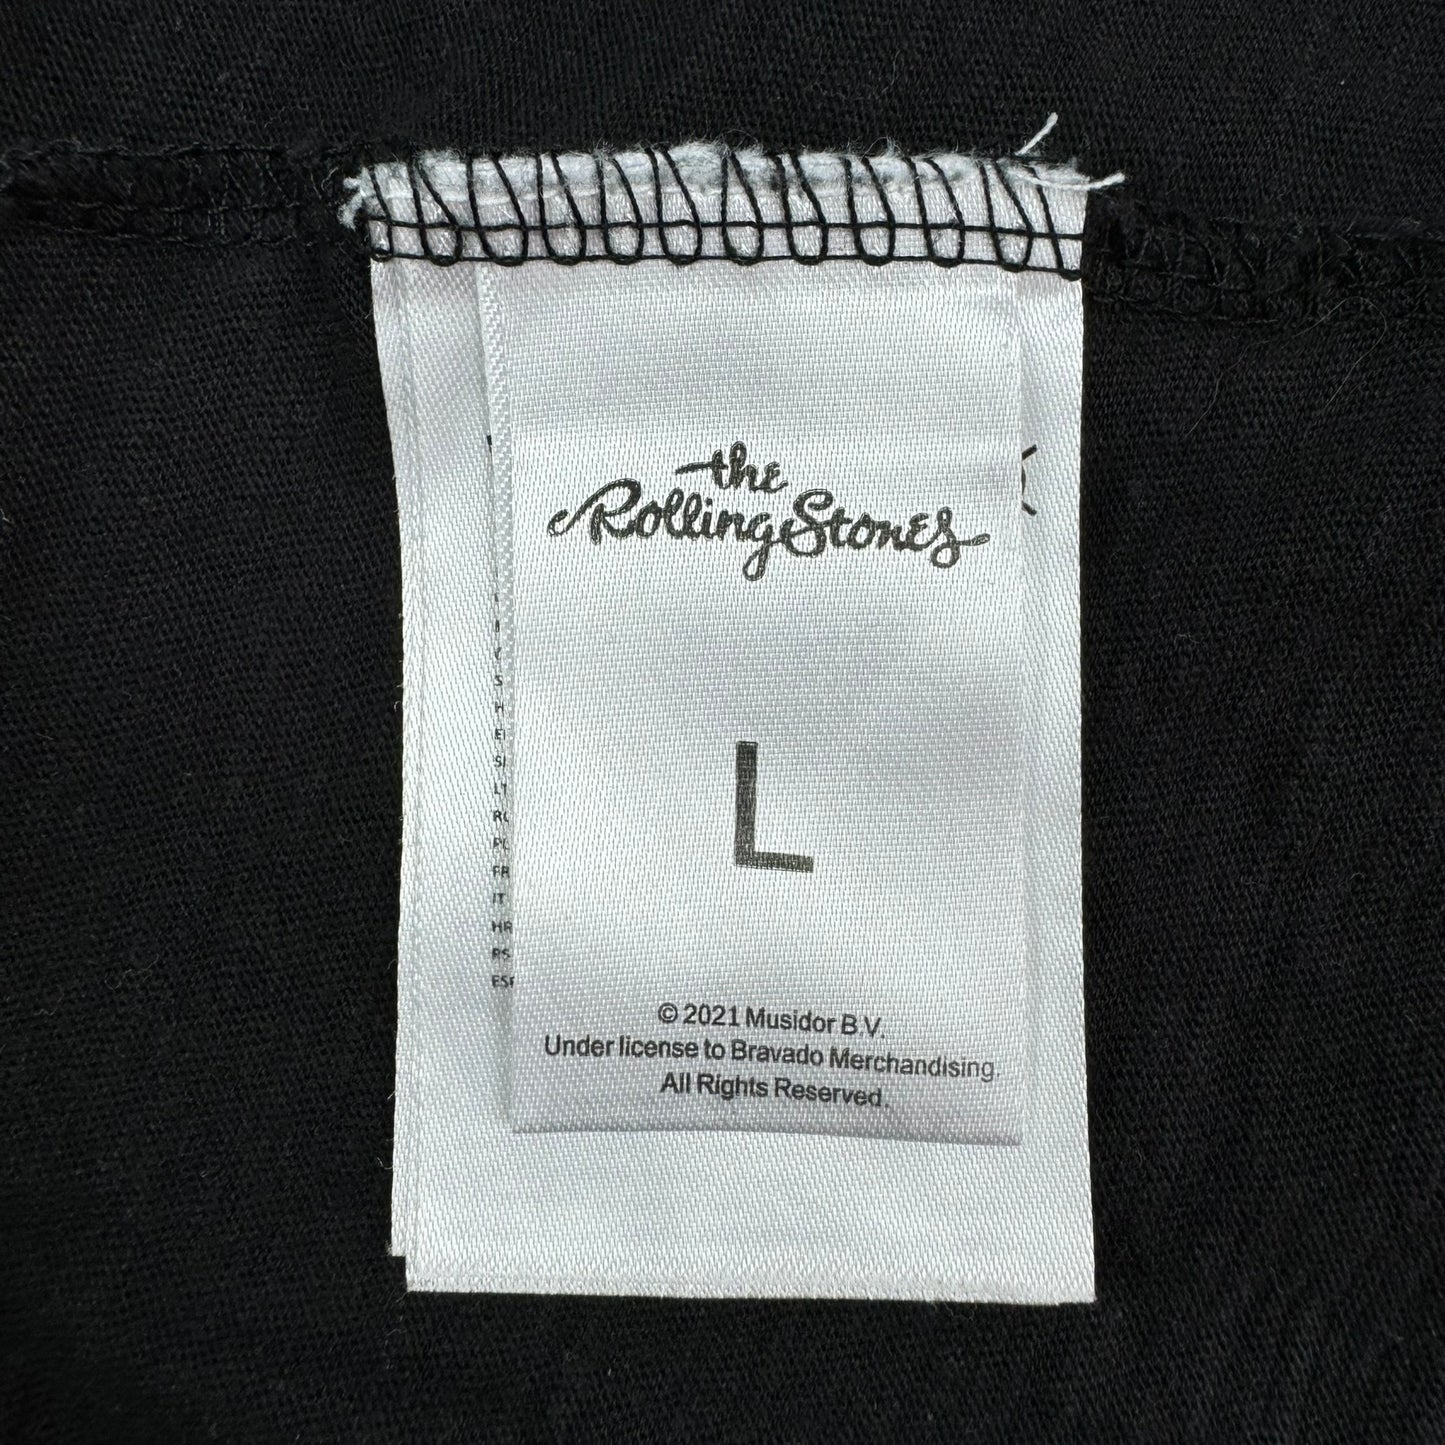 the
Rolling Stones
L
© 2021 Musidor B.V.
Under license to Bravado Merchandising.
All Rights Reserved.